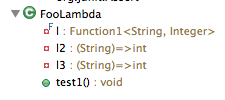 FooLambda
F l : Function1<String, Integer>
l2 : (String)=>int
l3 : (String)=>int
test1() : void